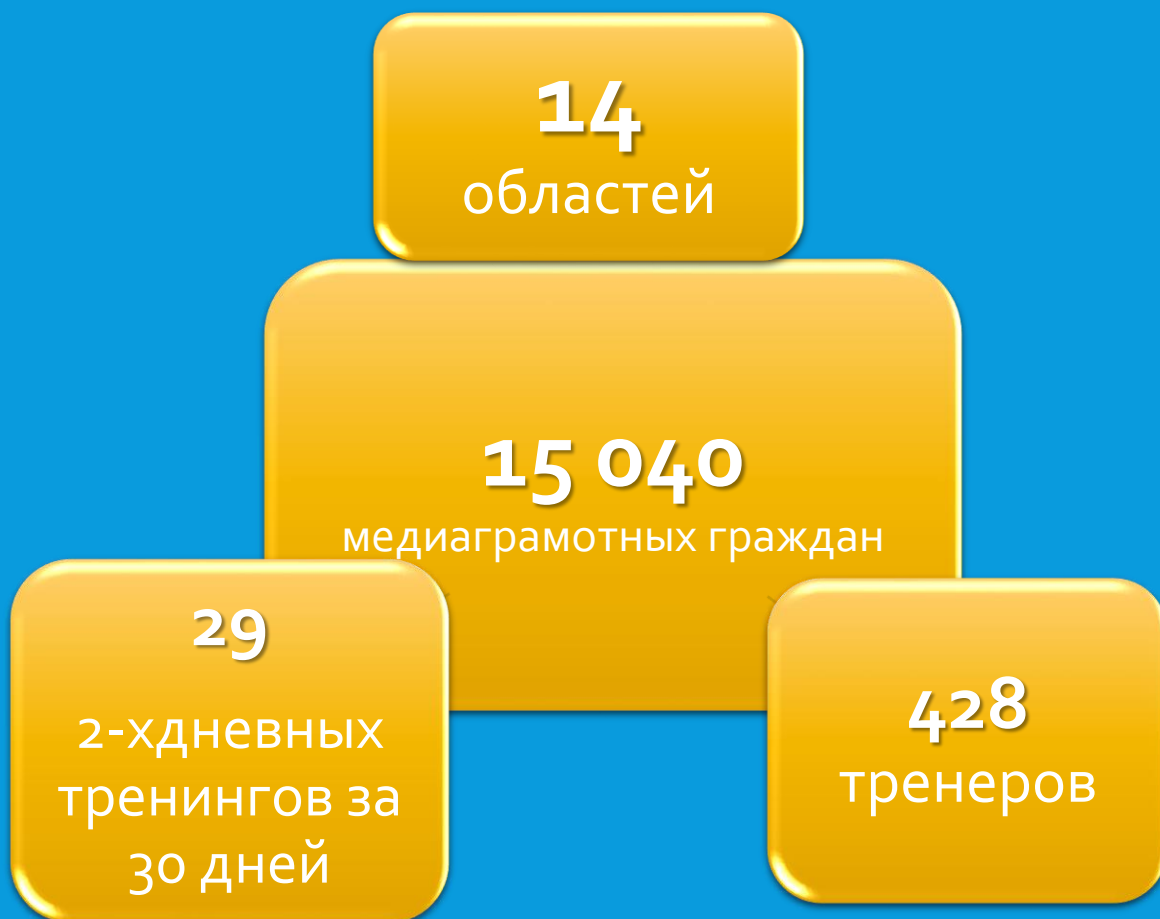 14
областей
15 040
медиаграмотных граждан
29
2-хдневных
тренингов за
30 дней
428
тренеров